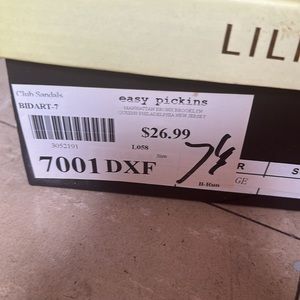 LILI
Club Sandals
BIDART-7
easy pickins
MANHATTAN BRONX BROOKLYN
QUEENS PHILADELPHIA NEW JERSEY
$26.99
3052191
L058
Size
7001 DXF
7½
B-Run
R
S
GE